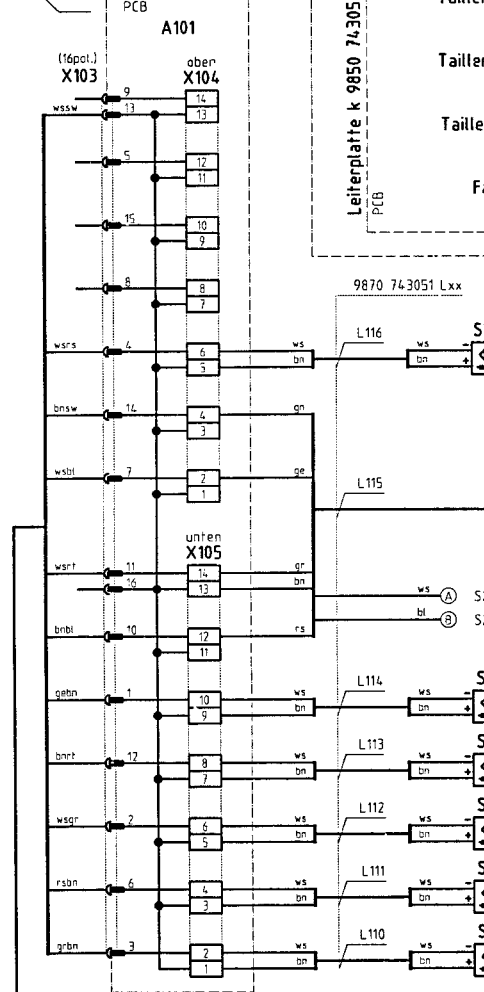 PCB
A101
(16pol.)
X103
ober
X104
Leiterplatte k 9850 74305
PCB
9870 743051 Lxx
9
14
wssw
13
13
5
12
11
15
10
9
8
8
7
wsrs
4
6
ws
5
bn
L116
ws
-
bn
+
S
bnsw
14
4
gn
3
wsbl
7
2
ge
1
L115
unten
X105
wsrt
11
14
gr
16
13
bn
ws
A
bl
B
bnbl
10
12
rs
11
gebn
1
10
ws
9
bn
L114
ws
-
bn
+
S
bnrt
12
8
ws
7
bn
L113
ws
-
bn
+
S
wsgr
2
6
ws
5
bn
L112
ws
-
bn
+
S
rsbn
6
4
ws
3
bn
L111
ws
-
bn
+
S
grbn
3
2
ws
1
bn
L110
ws
-
bn
+
S